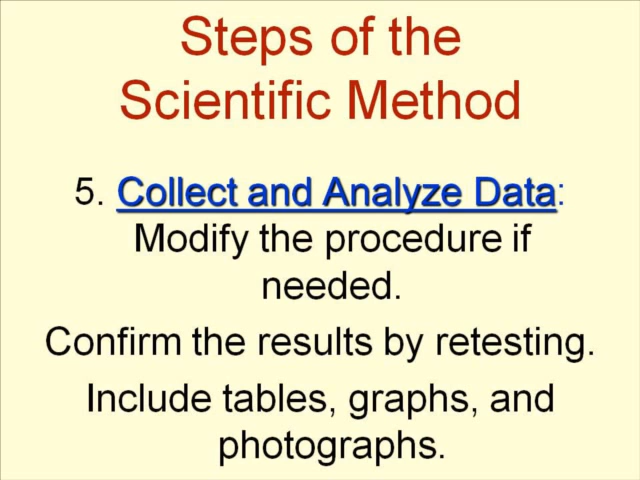 Steps of the
Scientific Method
5. Collect and Analyze Data:
Modify the procedure if
needed.
Confirm the results by retesting.
Include tables, graphs, and
photographs.